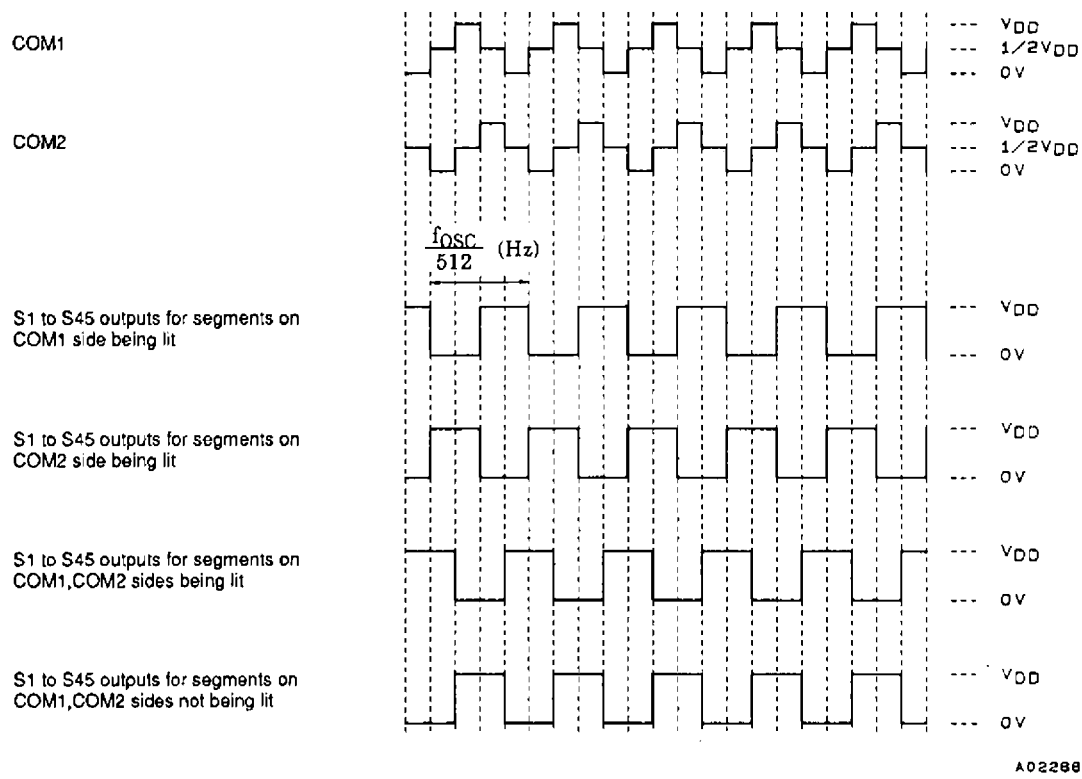 COM1
--- VDD
--- 1/2VDD
--- 0V
COM2
--- VDD
--- 1/2VDD
--- 0V
fOSC
512
(Hz)
S1 to S45 outputs for segments on
COM1 side being lit
--- VDD
--- 0V
S1 to S45 outputs for segments on
COM2 side being lit
--- VDD
--- 0V
S1 to S45 outputs for segments on
COM1,COM2 sides being lit
--- VDD
--- 0V
S1 to S45 outputs for segments on
COM1,COM2 sides not being lit
--- VDD
--- 0V
A02288